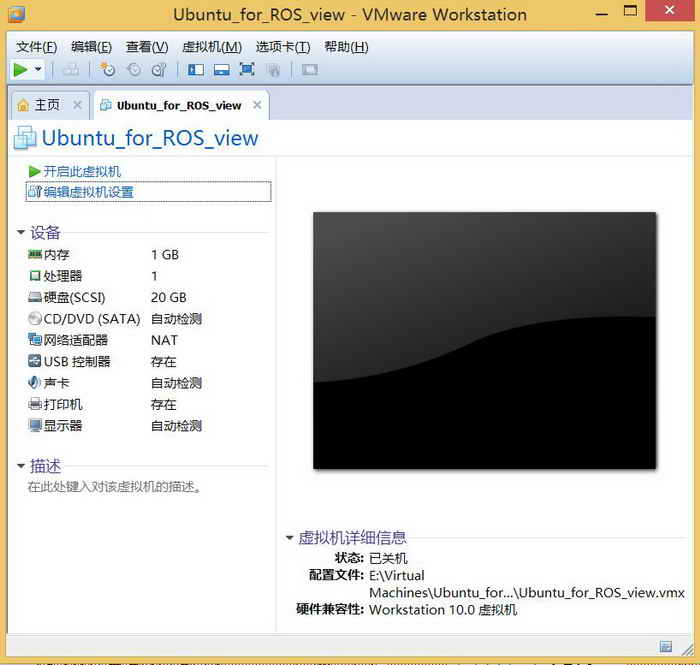 Ubuntu_for_ROS_view - VMware Workstation
文件(F) 编辑(E) 查看(V) 虚拟机(M) 选项卡(T) 帮助(H)
主页 Ubuntu_for_ROS_view
Ubuntu_for_ROS_view
开启此虚拟机
编辑虚拟机设置
设备
内存 1 GB
处理器 1
硬盘(SCSI) 20 GB
CD/DVD (SATA) 自动检测
网络适配器 NAT
USB 控制器 存在
声卡 自动检测
打印机 存在
显示器 自动检测
描述
在此处键入对该虚拟机的描述。
虚拟机详细信息
状态: 已关机
配置文件: E:\Virtual
Machines\Ubuntu_for...\Ubuntu_for_ROS_view.vmx
硬件兼容性: Workstation 10.0 虚拟机